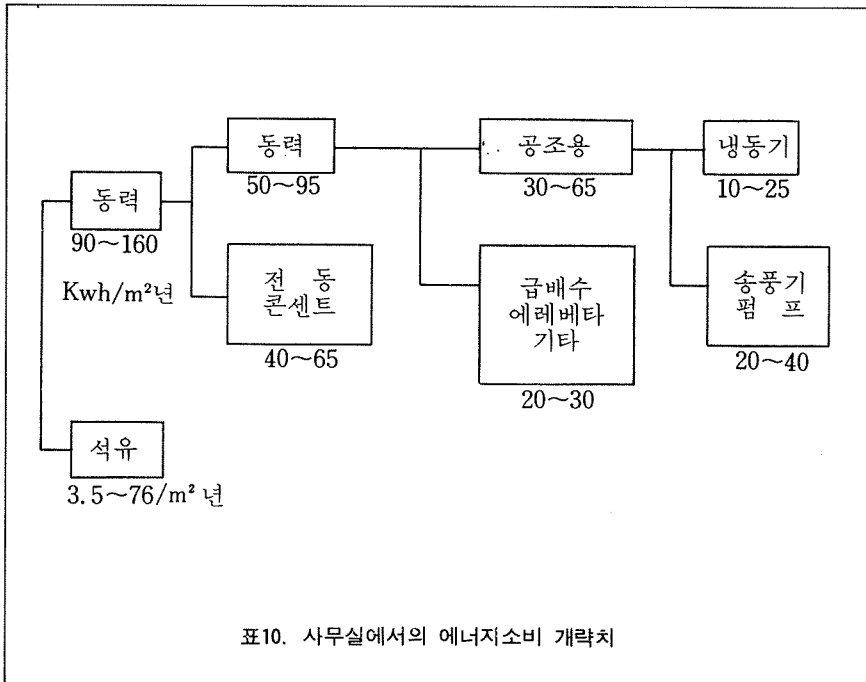 동력
90~160
Kwh/m²년
석유
3.5~76/m² 년
동력
50~95
전 동
콘센트
40~65
공조용
30~65
급배수
에레베타
기타
20~30
냉동기
10~25
송풍기
펌 프
20~40
표10. 사무실에서의 에너지소비 개략치